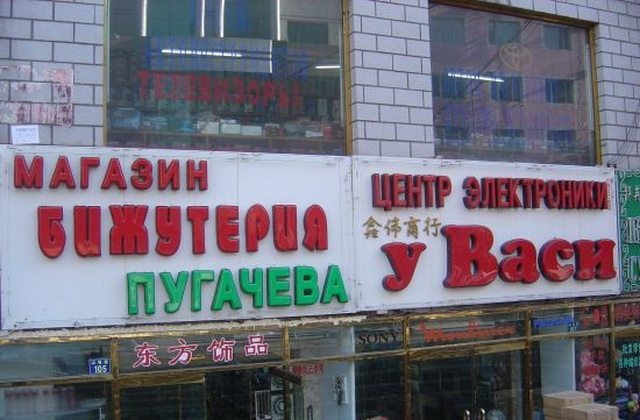 ТЕЛЕВИЗОРЫ
МАГАЗИН
БИЖУТЕРИЯ
ПУГАЧЕВА
ЦЕНТР ЭЛЕКТРОНИКИ
鑫伟商行
у Васи
105
东方饰品
SONY